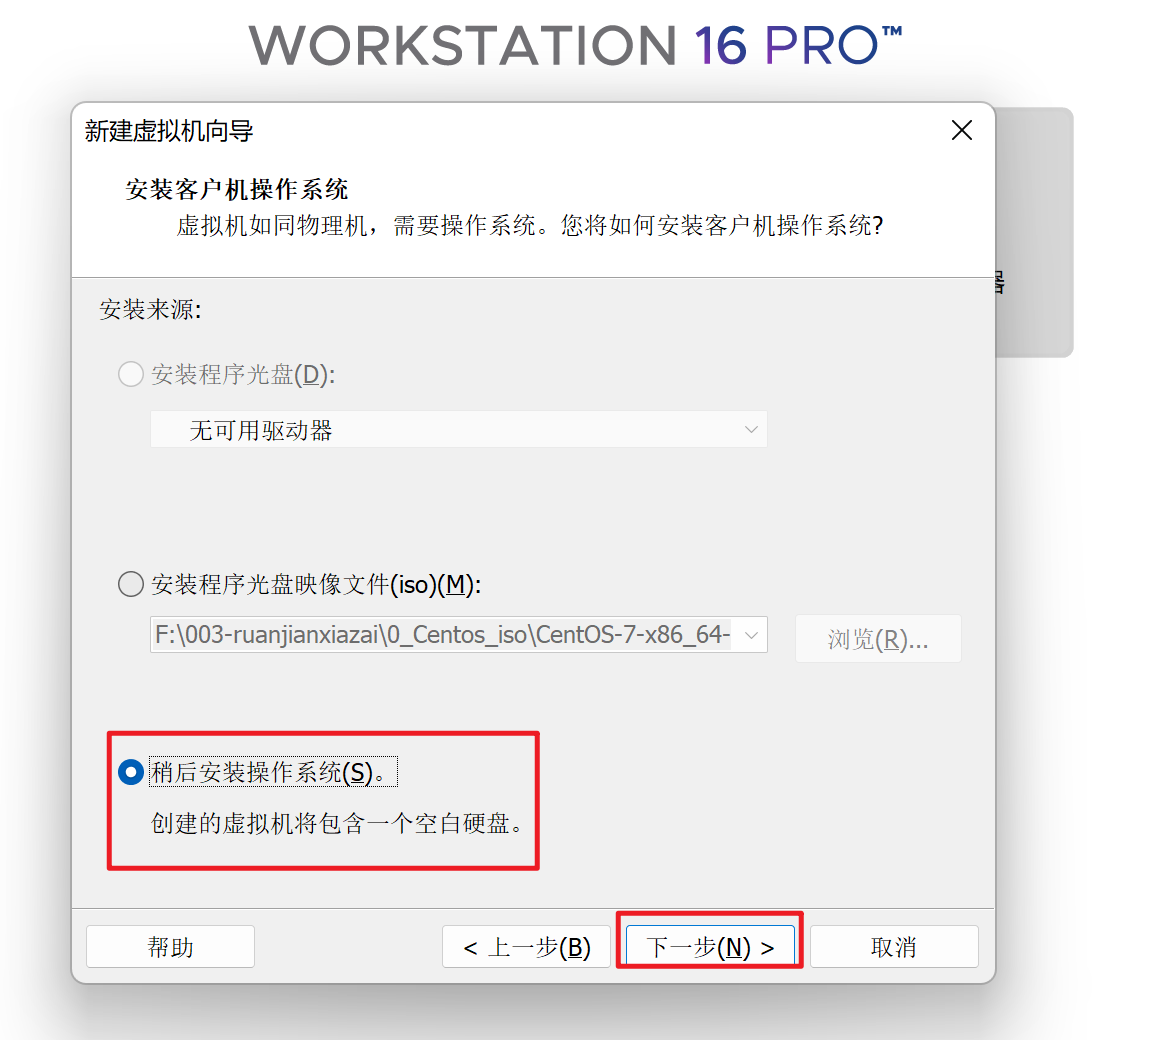 WORKSTATION 16 PRO™
新建虚拟机向导
安装客户机操作系统
虚拟机如同物理机，需要操作系统。您将如何安装客户机操作系统?
器
安装来源:
安装程序光盘(D):
无可用驱动器
安装程序光盘映像文件(iso)(M):
F:\003-ruanjianxiazai\0_Centos_iso\CentOS-7-x86_64-
浏览(R)...
稍后安装操作系统(S)。
创建的虚拟机将包含一个空白硬盘。
帮助
< 上一步(B)
下一步(N) >
取消